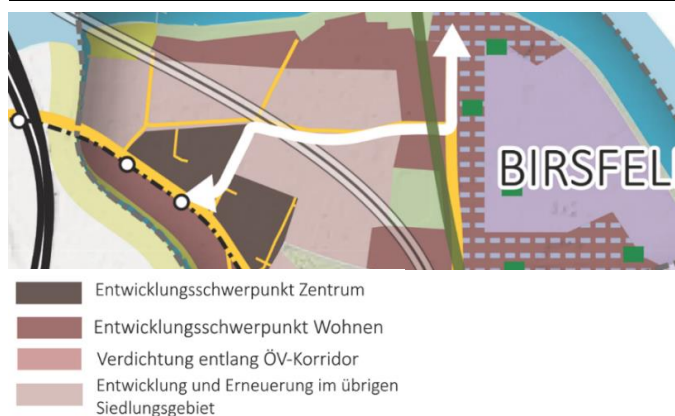 BIRSFEL
Entwicklungsschwerpunkt Zentrum
Entwicklungsschwerpunkt Wohnen
Verdichtung entlang ÖV-Korridor
Entwicklung und Erneuerung im übrigen
Siedlungsgebiet